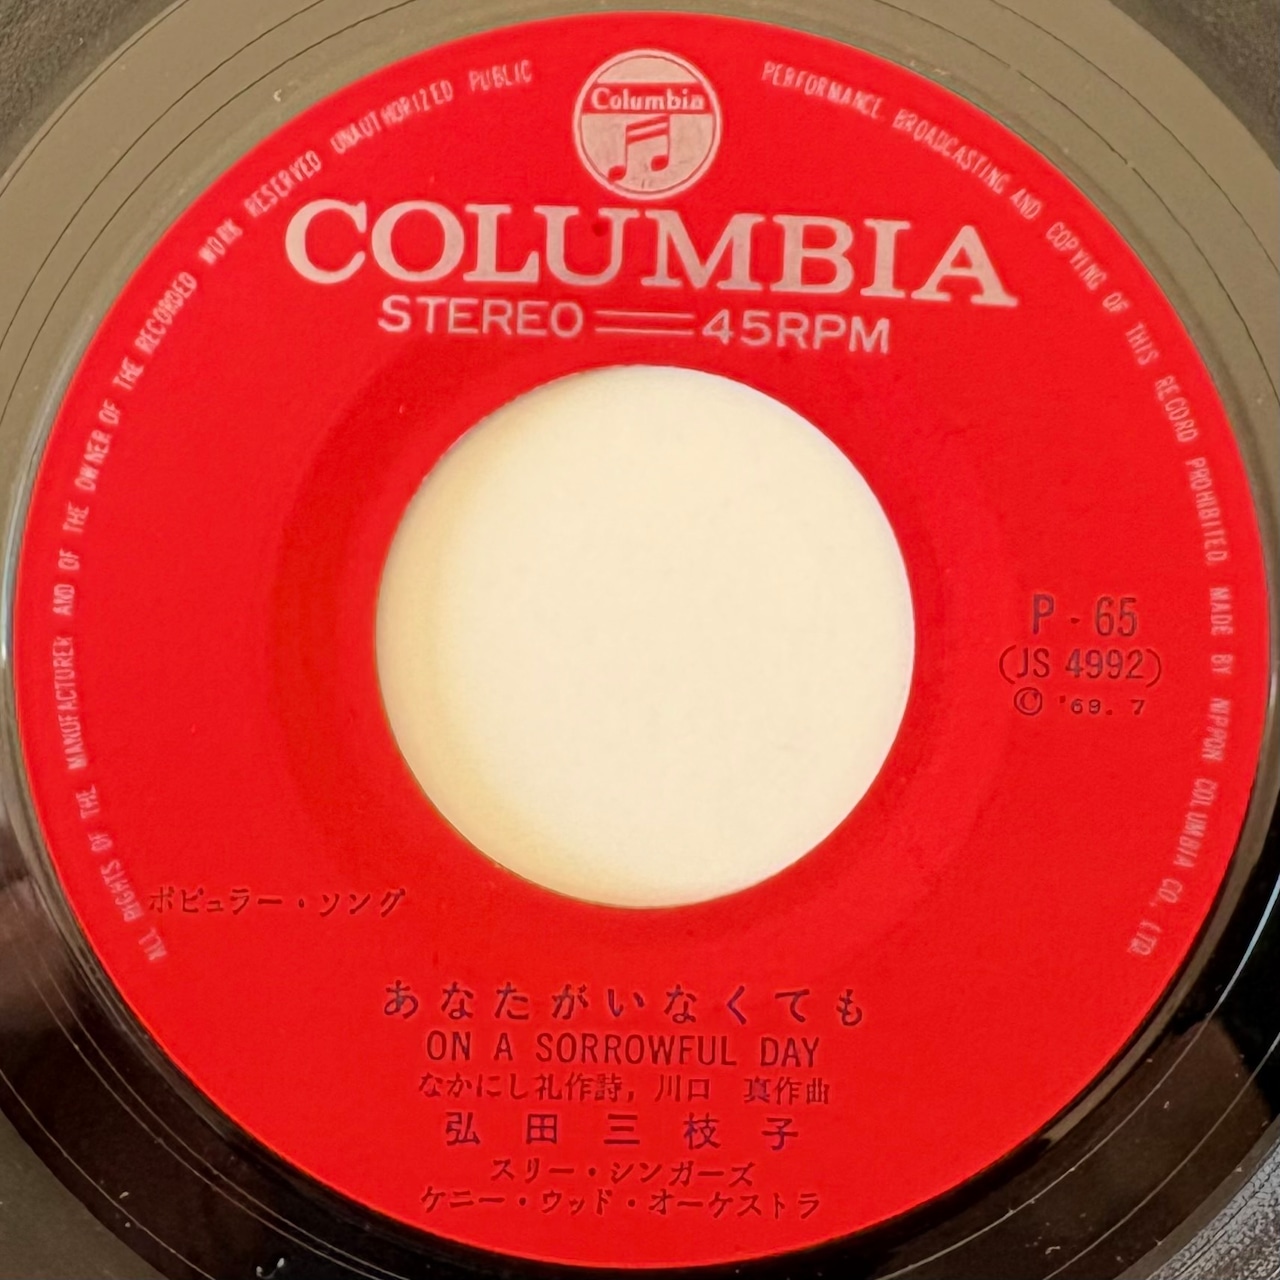 Columbia
COLUMBIA
STEREO 45RPM
ALL RIGHTS OF THE MANUFACTURER AND OF THE OWNER OF THE RECORDED WORK RESERVED UNAUTHORIZED PUBLIC PERFORMANCE BROADCASTING AND COPYING OF THIS RECORD PROHIBITED. MADE BY NIPPON COLUMBIA CO., LTD.
P-65
(JS 4992)
Ⓒ '69. 7
ポピュラー・ソング
あなたがいなくても
ON A SORROWFUL DAY
なかにし礼作詩, 川口 真作曲
弘田三枝子
スリー・シンガーズ
ケニー・ウッド・オーケストラ